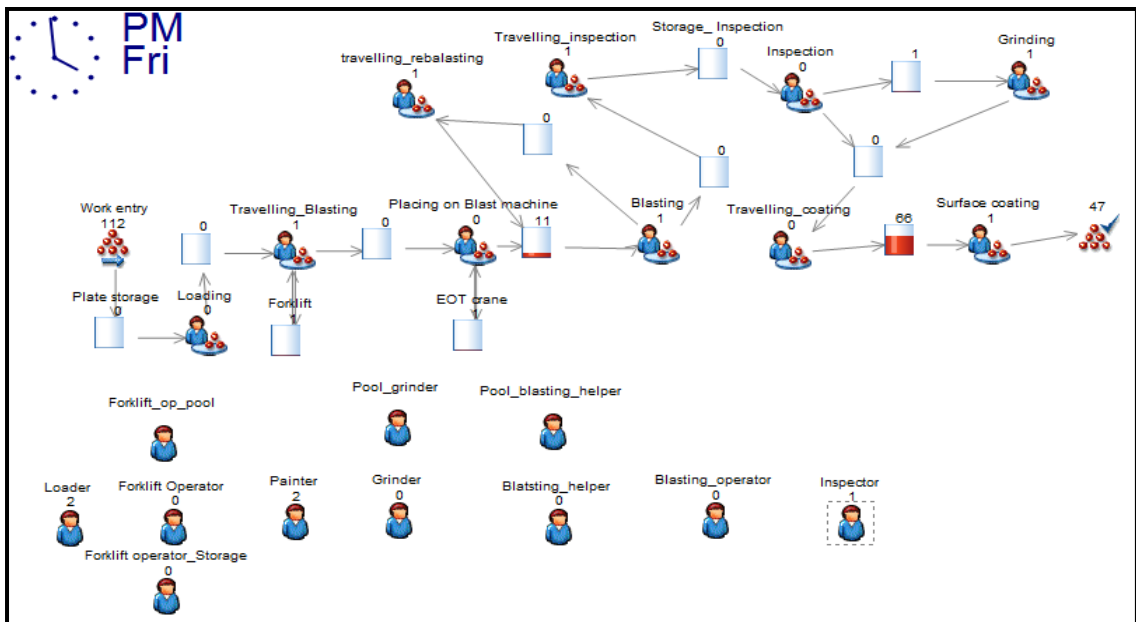 PM
Fri
travelling_rebalasting
1
Travelling_inspection
1
Storage_ Inspection
0
Inspection
0
1
Grinding
1
0
0
0
Work entry
112
0
Travelling_Blasting
1
0
Placing on Blast machine
0
11
Blasting
1
Travelling_coating
0
66
Surface coating
1
47
Plate storage
0
Loading
0
Forklift
1
EOT crane
1
Forklift_op_pool
Pool_grinder
Pool_blasting_helper
Loader
2
Forklift Operator
0
Painter
2
Grinder
0
Blatsting_helper
0
Blasting_operator
0
Inspector
1
Forklift operator_Storage
0